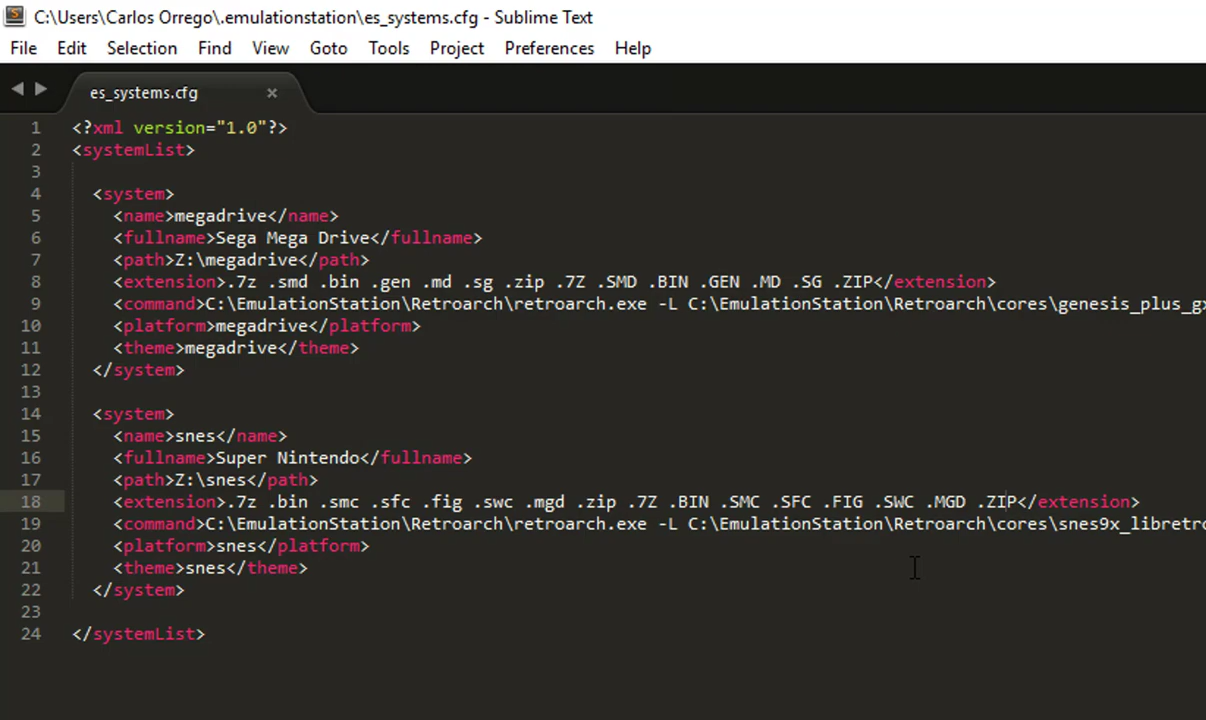 C:\Users\Carlos Orrego\.emulationstation\es_systems.cfg - Sublime Text
File Edit Selection Find View Goto Tools Project Preferences Help
es_systems.cfg ×
1 <?xml version="1.0"?>
2 <systemList>
3
4 <system>
5 <name>megadrive</name>
6 <fullname>Sega Mega Drive</fullname>
7 <path>Z:\megadrive</path>
8 <extension>.7z .smd .bin .gen .md .sg .zip .7Z .SMD .BIN .GEN .MD .SG .ZIP</extension>
9 <command>C:\EmulationStation\Retroarch\retroarch.exe -L C:\EmulationStation\Retroarch\cores\genesis_plus_g
10 <platform>megadrive</platform>
11 <theme>megadrive</theme>
12 </system>
13
14 <system>
15 <name>snes</name>
16 <fullname>Super Nintendo</fullname>
17 <path>Z:\snes</path>
18 <extension>.7z .bin .smc .sfc .fig .swc .mgd .zip .7Z .BIN .SMC .SFC .FIG .SWC .MGD .ZIP</extension>
19 <command>C:\EmulationStation\Retroarch\retroarch.exe -L C:\EmulationStation\Retroarch\cores\snes9x_libretr
20 <platform>snes</platform>
21 <theme>snes</theme>
22 </system>
23
24 </systemList>